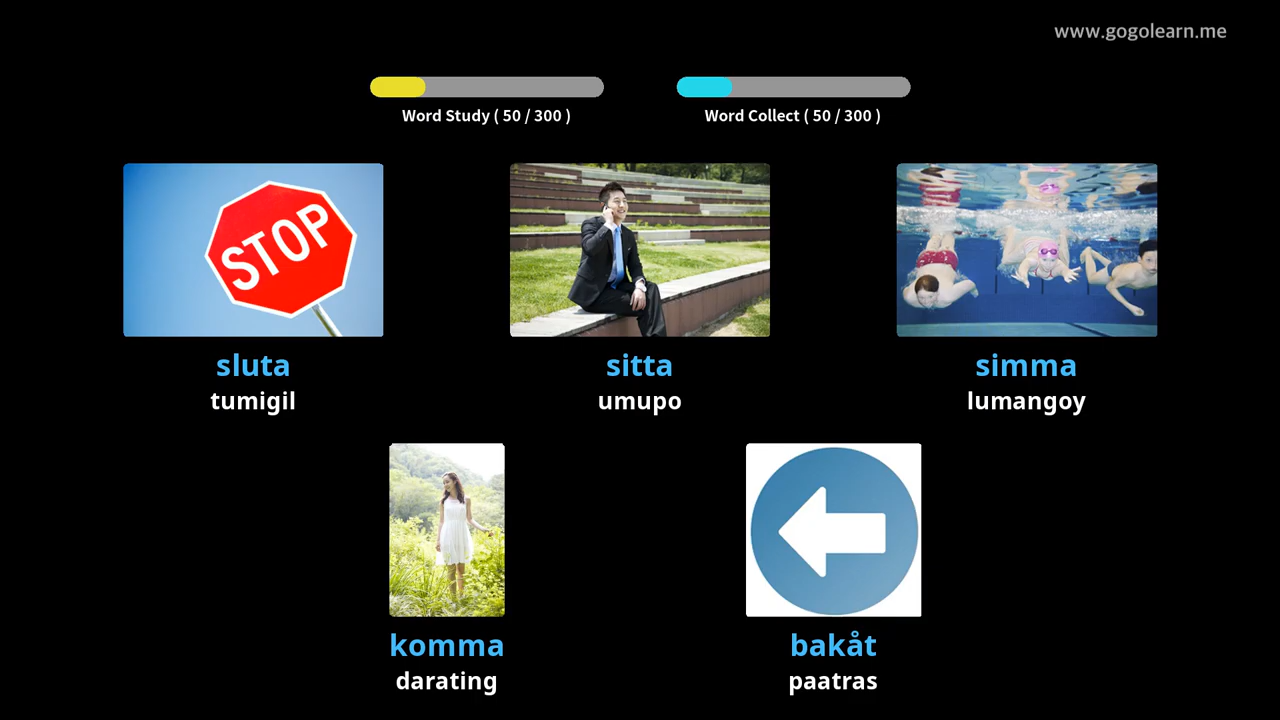 www.gogolearn.me
Word Study ( 50 / 300 )
Word Collect ( 50 / 300 )
STOP
sluta
tumigil
sitta
umupo
simma
lumangoy
komma
darating
bakåt
paatras